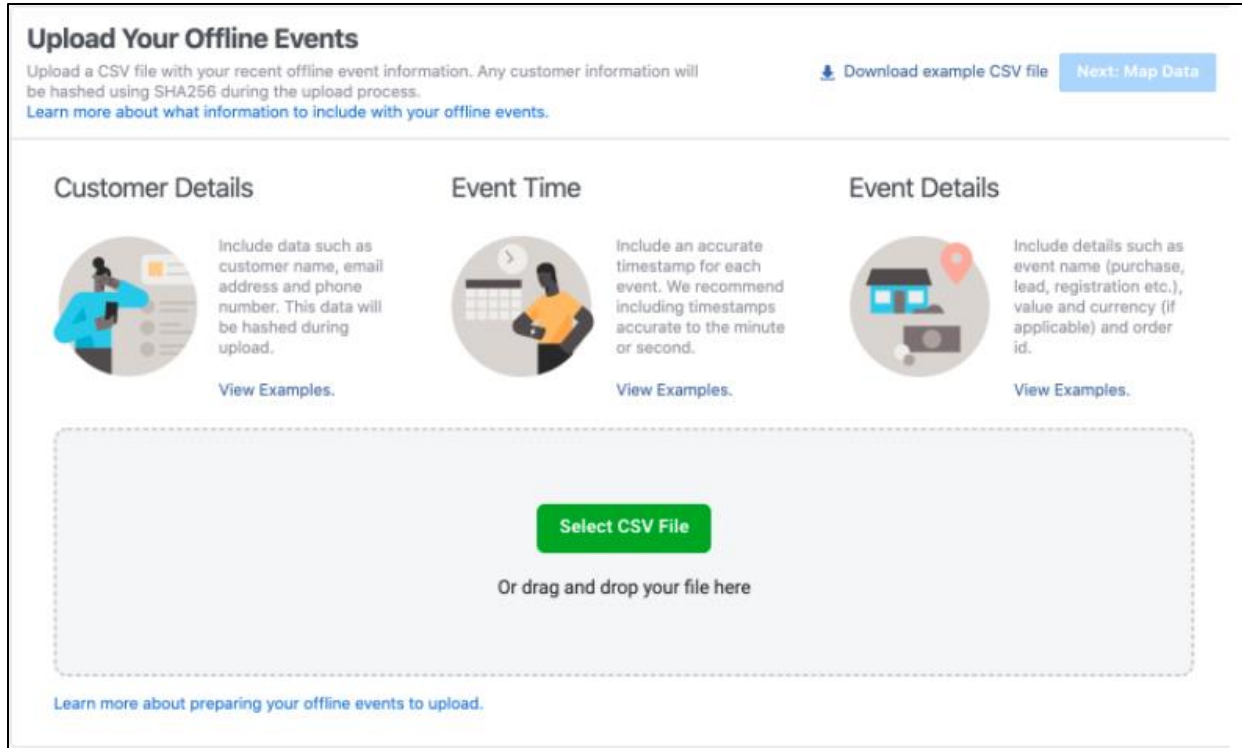 Upload Your Offline Events
Upload a CSV file with your recent offline event information. Any customer information will
be hashed using SHA256 during the upload process.
Learn more about what information to include with your offline events.
Download example CSV file
Next: Map Data
Customer Details
Include data such as
customer name, email
address and phone
number. This data will
be hashed during
upload.
View Examples.
Event Time
Include an accurate
timestamp for each
event. We recommend
including timestamps
accurate to the minute
or second.
View Examples.
Event Details
Include details such as
event name (purchase,
lead, registration etc.),
value and currency (if
applicable) and order
id.
View Examples.
Select CSV File
Or drag and drop your file here
Learn more about preparing your offline events to upload.